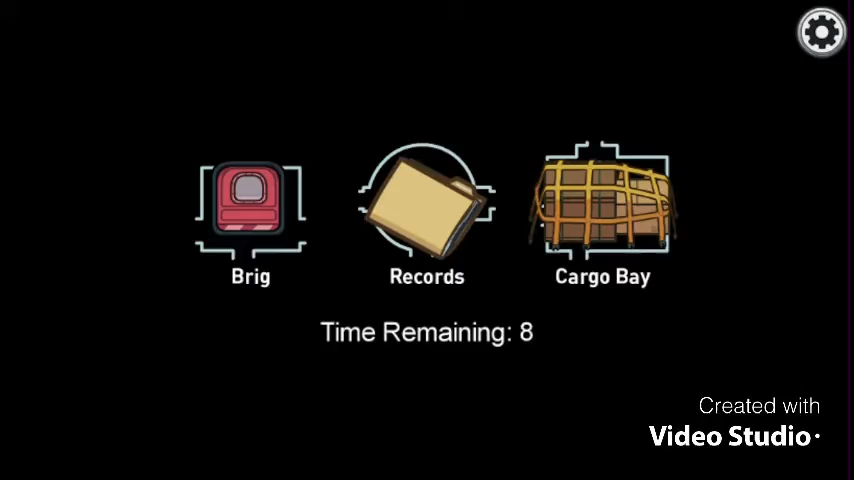 Brig
Records
Cargo Bay
Time Remaining: 8
Created with
Video Studio·